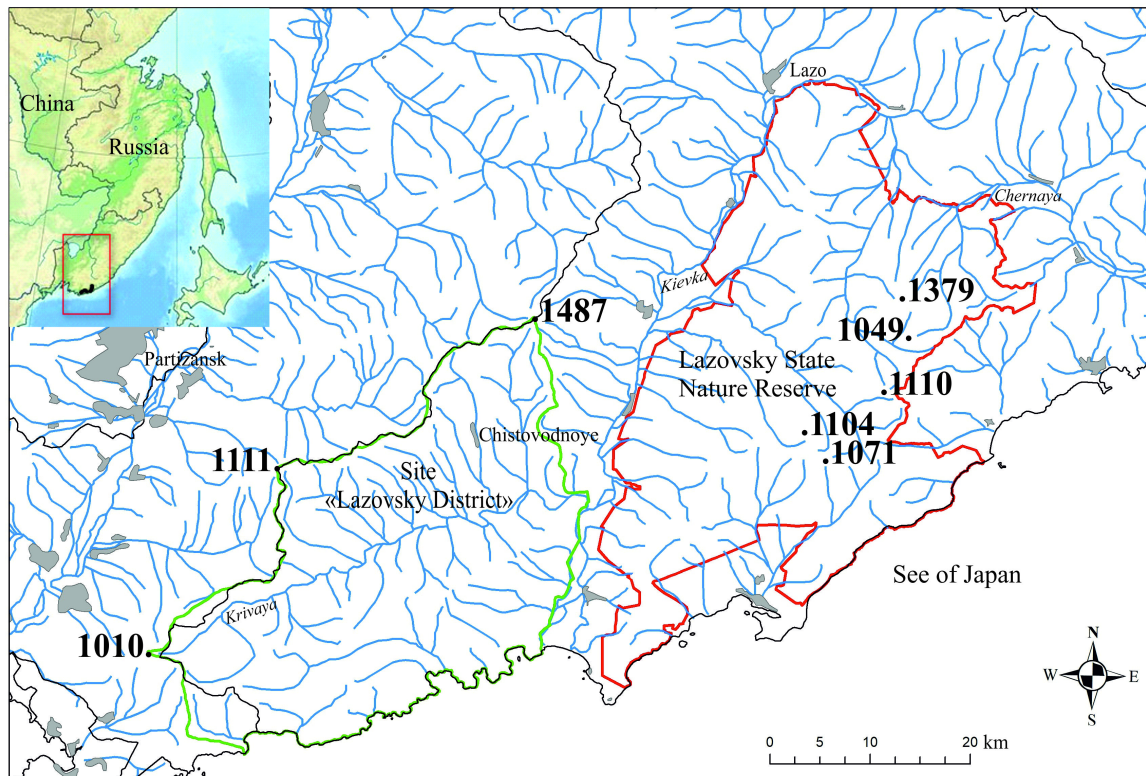 China
Russia
Lazo
Chernaya
Kievka
.1379
1487
1049.
Partizansk
Lazovsky State
Nature Reserve
.1110
.1104
Chistovodnoye
1111
.1071
Site
«Lazovsky District»
See of Japan
Krivaya
1010.
N
W
E
S
0 5 10 20 km